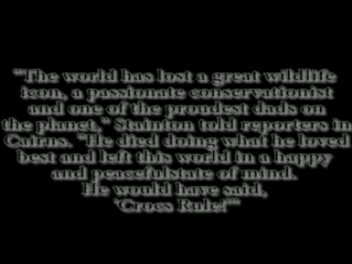 "The world has lost a great wildlife
icon, a passionate conservationist
and one of the proudest dads on
the planet," Stainton told reporters in
Cairns. "He died doing what he loved
best and left this world in a happy
and peacefulstate of mind.
He would have said,
'Crocs Rule!'"